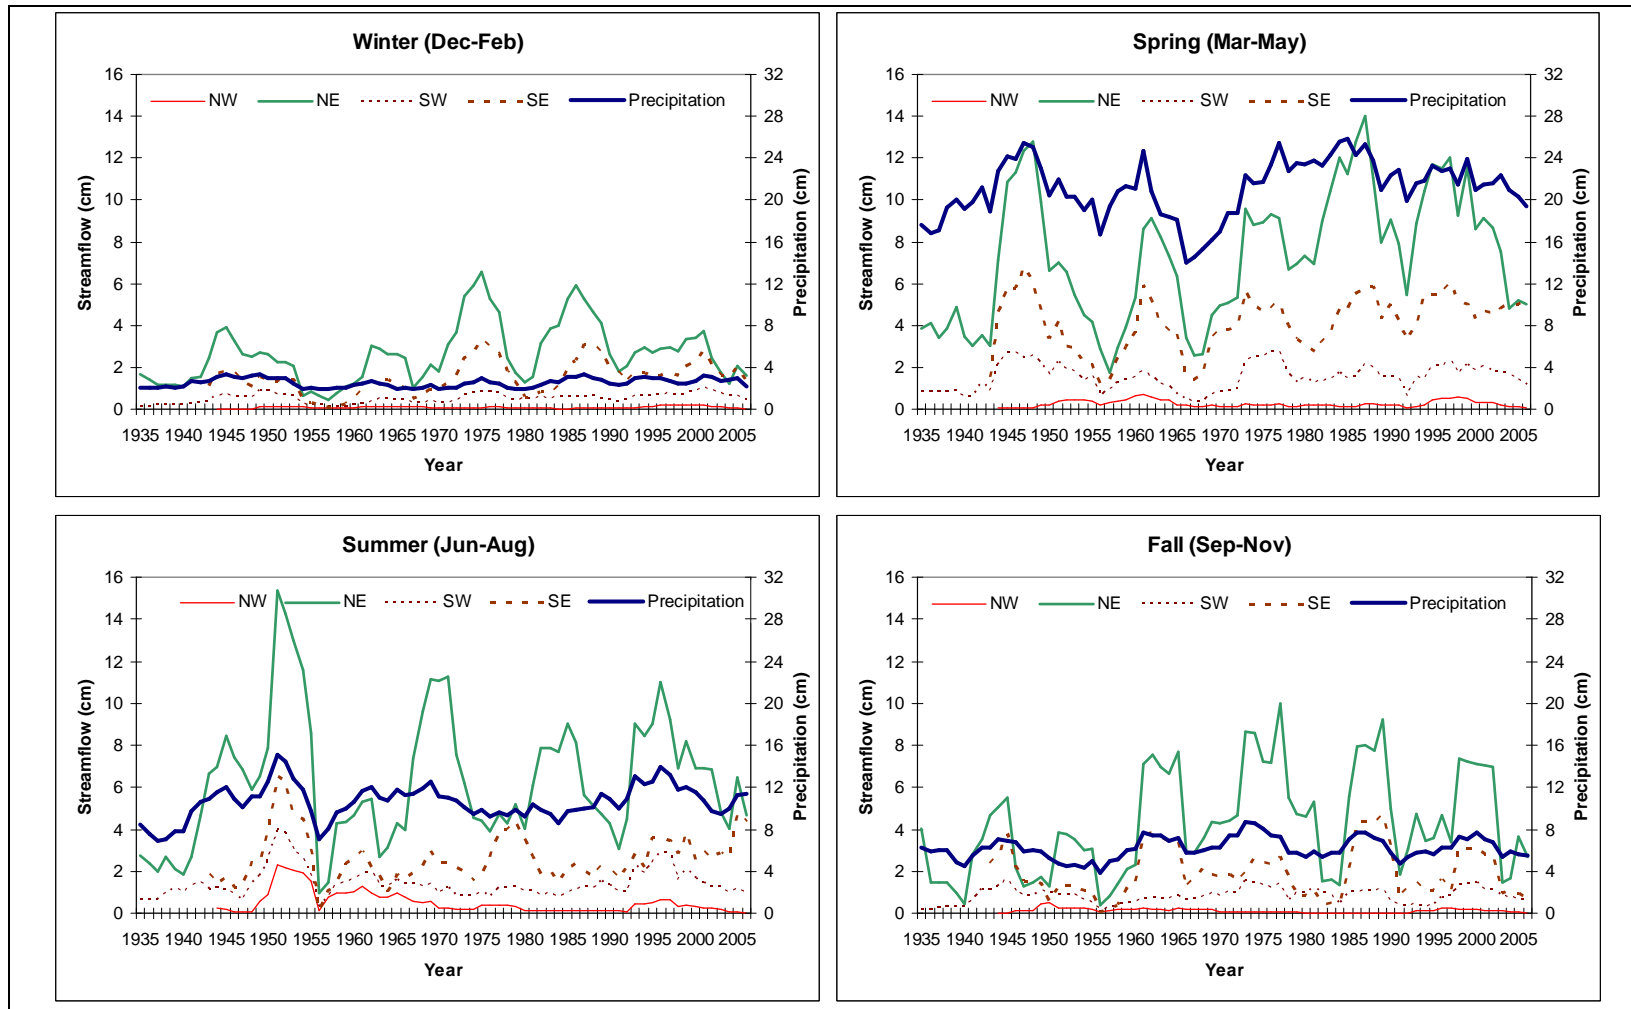 Winter (Dec-Feb)
16 32
14 28
12 24
10 20
8 16
6 12
4 8
2 4
0 0
NW NE SW SE Precipitation
Streamflow (cm)
Precipitation (cm)
1935 1940 1945 1950 1955 1960 1965 1970 1975 1980 1985 1990 1995 2000 2005
Year
Spring (Mar-May)
16 32
14 28
12 24
10 20
8 16
6 12
4 8
2 4
0 0
NW NE SW SE Precipitation
Streamflow (cm)
Precipitation (cm)
1935 1940 1945 1950 1955 1960 1965 1970 1975 1980 1985 1990 1995 2000 2005
Year
Summer (Jun-Aug)
16 32
14 28
12 24
10 20
8 16
6 12
4 8
2 4
0 0
NW NE SW SE Precipitation
Streamflow (cm)
Precipitation (cm)
1935 1940 1945 1950 1955 1960 1965 1970 1975 1980 1985 1990 1995 2000 2005
Year
Fall (Sep-Nov)
16 32
14 28
12 24
10 20
8 16
6 12
4 8
2 4
0 0
NW NE SW SE Precipitation
Streamflow (cm)
Precipitation (cm)
1935 1940 1945 1950 1955 1960 1965 1970 1975 1980 1985 1990 1995 2000 2005
Year